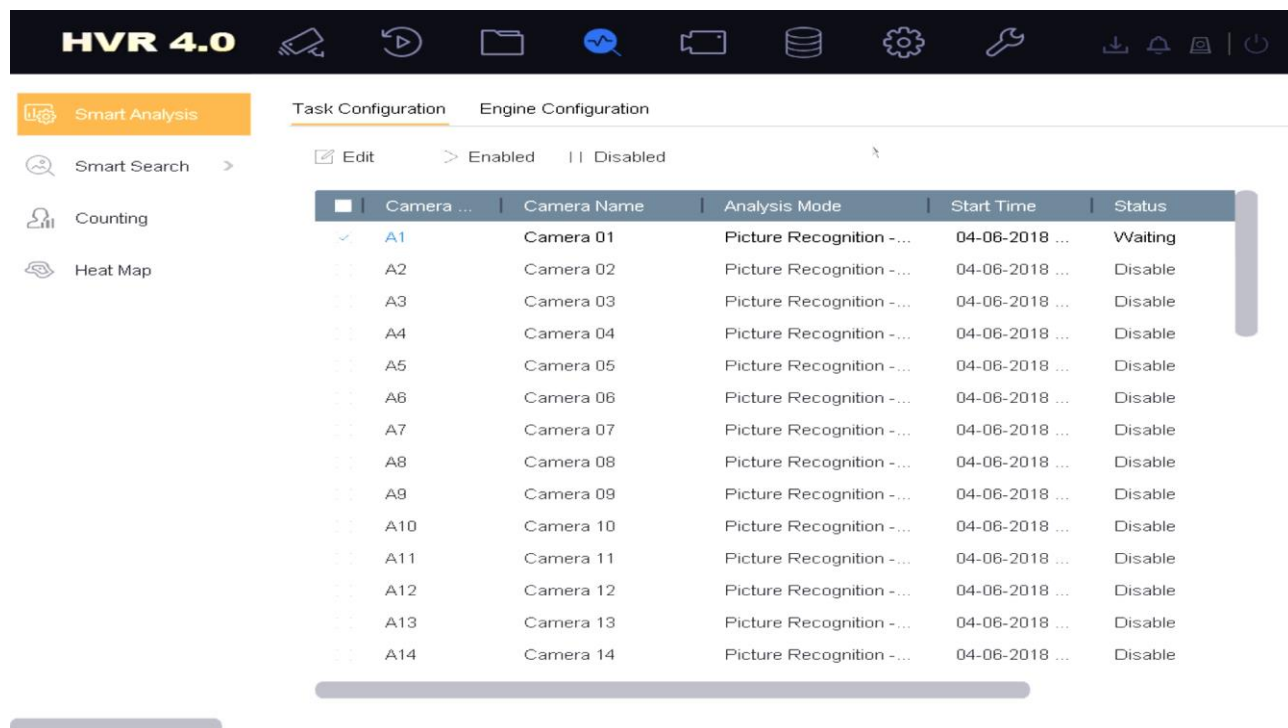 HVR 4.0
Smart Analysis
Smart Search >
Counting
Heat Map
Task Configuration Engine Configuration
Edit Enabled Disabled
Camera ... Camera Name Analysis Mode Start Time Status
A1 Camera 01 Picture Recognition -... 04-06-2018 ... Waiting
A2 Camera 02 Picture Recognition -... 04-06-2018 ... Disable
A3 Camera 03 Picture Recognition -... 04-06-2018 ... Disable
A4 Camera 04 Picture Recognition -... 04-06-2018 ... Disable
A5 Camera 05 Picture Recognition -... 04-06-2018 ... Disable
A6 Camera 06 Picture Recognition -... 04-06-2018 ... Disable
A7 Camera 07 Picture Recognition -... 04-06-2018 ... Disable
A8 Camera 08 Picture Recognition -... 04-06-2018 ... Disable
A9 Camera 09 Picture Recognition -... 04-06-2018 ... Disable
A10 Camera 10 Picture Recognition -... 04-06-2018 ... Disable
A11 Camera 11 Picture Recognition -... 04-06-2018 ... Disable
A12 Camera 12 Picture Recognition -... 04-06-2018 ... Disable
A13 Camera 13 Picture Recognition -... 04-06-2018 ... Disable
A14 Camera 14 Picture Recognition -... 04-06-2018 ... Disable